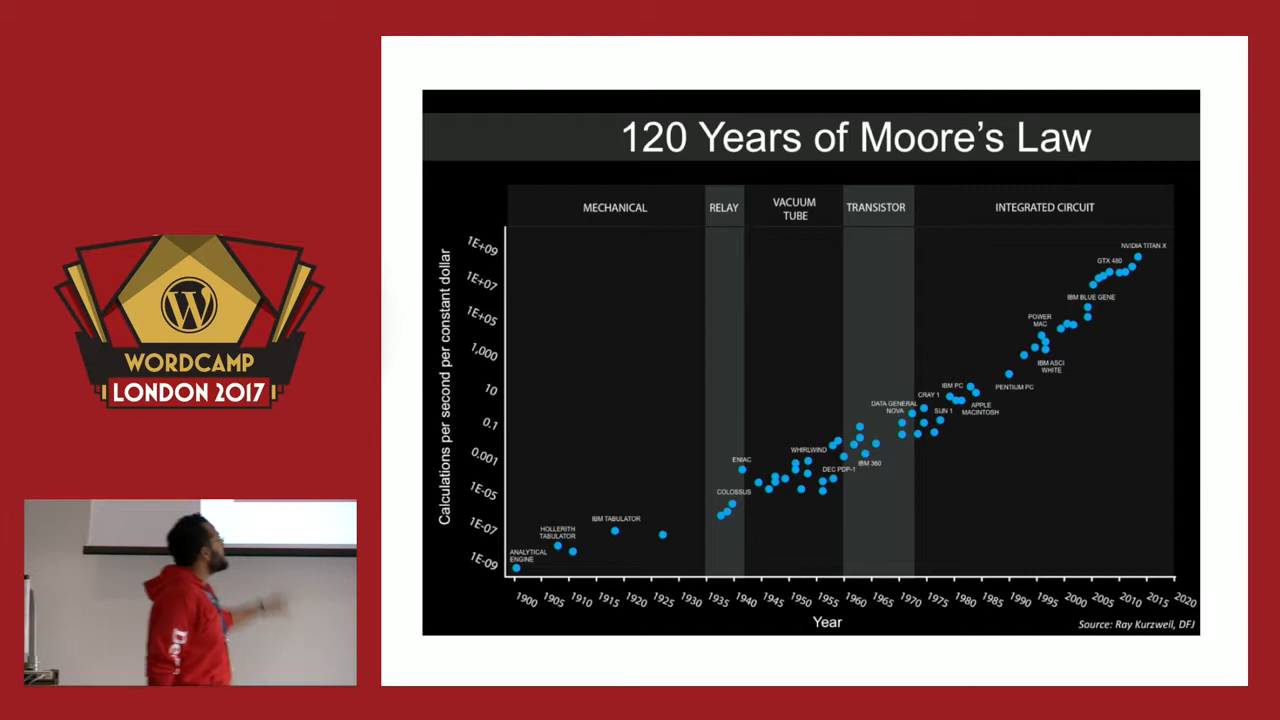 120 Years of Moore's Law
MECHANICAL
RELAY
VACUUM
TUBE
TRANSISTOR
INTEGRATED CIRCUIT
Calculations per second per constant dollar
1E+09
1E+07
1E+05
1,000
10
0.1
0.001
1E-05
1E-07
1E-09
ANALYTICAL
ENGINE
HOLLERITH
TABULATOR
IBM TABULATOR
COLOSSUS
ENIAC
WHIRLWIND
DEC PDP-1
IBM 360
DATA GENERAL
NOVA
CRAY 1
IBM PC
SUN 1
APPLE
MACINTOSH
PENTIUM PC
POWER
MAC
IBM ASCI
WHITE
IBM BLUE GENE
GTX 480
NVIDIA TITAN X
1900 1905 1910 1915 1920 1925 1930 1935 1940 1945 1950 1955 1960 1965 1970 1975 1980 1985 1990 1995 2000 2005 2010 2015 2020
Year
Source: Ray Kurzweil, DFJ
W
WORDCAMP
LONDON 2017